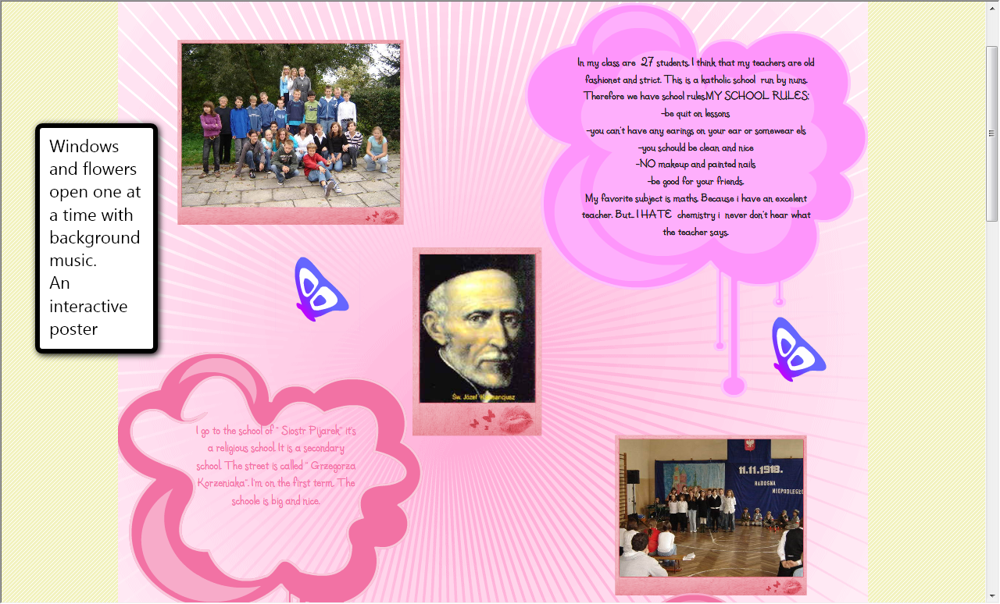 Windows
and flowers
open one at
a time with
background
music.
An
interactive
poster
In my class are 27 students. I think that my teachers are old
fashionet and strict. This is a katholic school run by nuns.
Therefore we have school rules.MY SCHOOL RULES:
-be quit on lessons
-you can't have any earings on your ear or somewear els
-you schould be clean and nice
-NO makeup and painted nails
-be good for your friends.
My favorite subject is maths. Because i have an excelent
teacher. But... I HATE chemistry i never don't hear what
the teacher says.
Św. Józef
I go to the school of " Siostr Pijarek" it's
a religious school. It is a secondary
school. The street is called " Grzegorza
Korzeniaka". I'm on the first term. The
schoole is big and nice.
11.11.1918.
RADOSNA
NIEPODLEGŁO